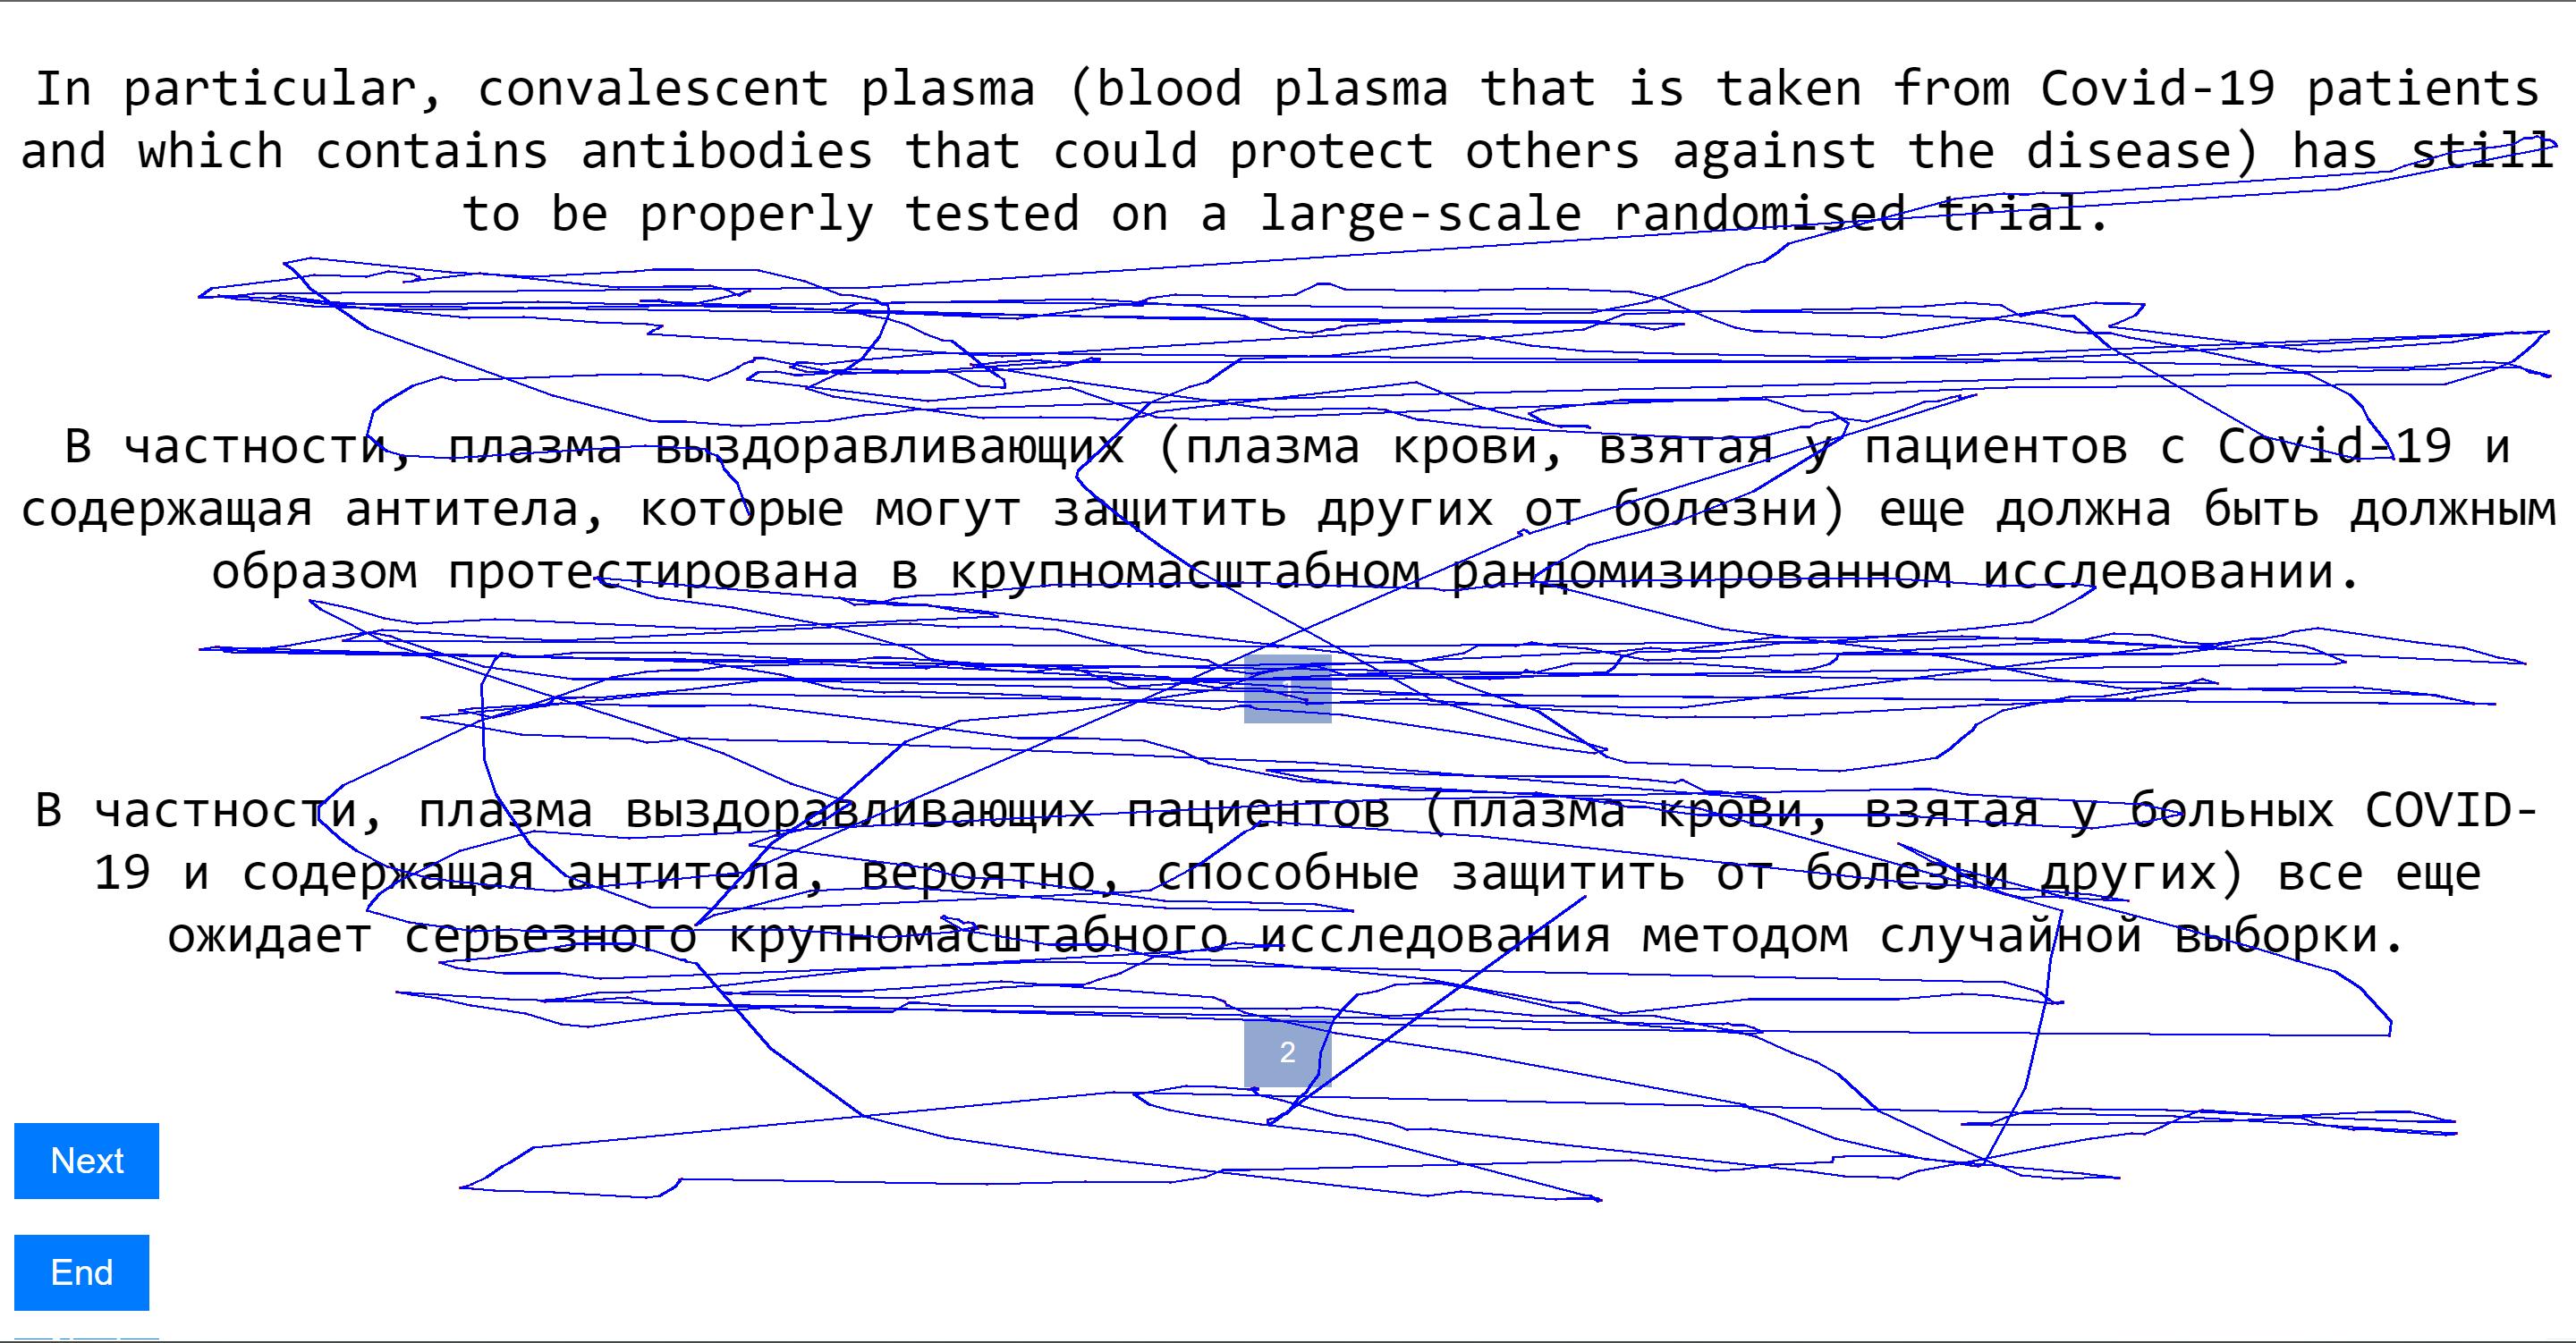 In particular, convalescent plasma (blood plasma that is taken from Covid-19 patients
and which contains antibodies that could protect others against the disease) has still
to be properly tested on a large-scale randomised trial.
В частности, плазма выздоравливающих (плазма крови, взятая у пациентов с Covid-19 и
содержащая антитела, которые могут защитить других от болезни) еще должна быть должным
образом протестирована в крупномасштабном рандомизированном исследовании.
В частности, плазма выздоравливающих пациентов (плазма крови, взятая у больных COVID-
19 и содержащая антитела, вероятно, способные защитить от болезни других) все еще
ожидает серьезного крупномасштабного исследования методом случайной выборки.
2
Next
End